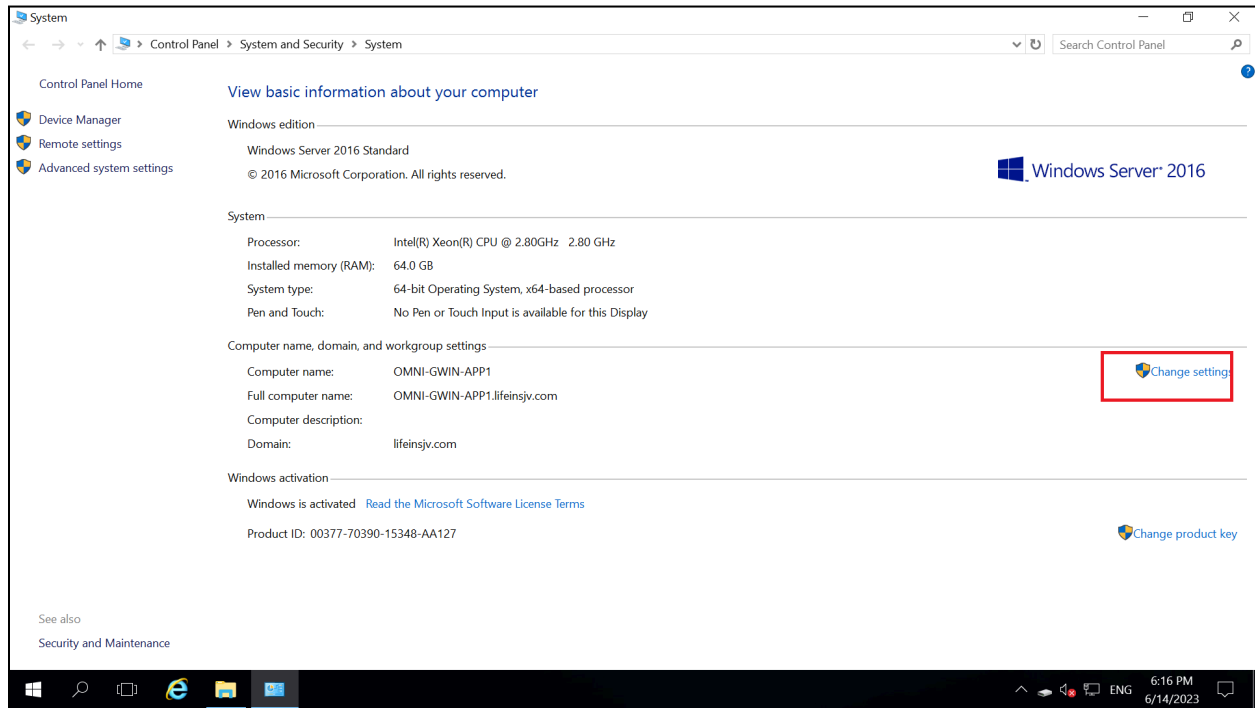 System
Control Panel > System and Security > System
Search Control Panel
Control Panel Home
Device Manager
Remote settings
Advanced system settings
View basic information about your computer
Windows edition
Windows Server 2016 Standard
© 2016 Microsoft Corporation. All rights reserved.
Windows Server 2016
System
Processor: Intel(R) Xeon(R) CPU @ 2.80GHz 2.80 GHz
Installed memory (RAM): 64.0 GB
System type: 64-bit Operating System, x64-based processor
Pen and Touch: No Pen or Touch Input is available for this Display
Computer name, domain, and workgroup settings
Computer name: OMNI-GWIN-APP1
Change settings
Full computer name: OMNI-GWIN-APP1.lifeinsjv.com
Computer description:
Domain: lifeinsjv.com
Windows activation
Windows is activated Read the Microsoft Software License Terms
Product ID: 00377-70390-15348-AA127
Change product key
See also
Security and Maintenance
ENG
6:16 PM
6/14/2023